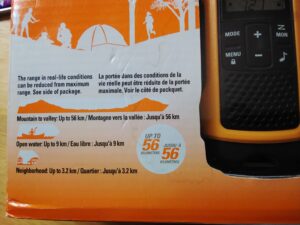 The range in real-life conditions
can be reduced from maximum
range. See side of package.
La portée dans des conditions de la
vie réelle peut être réduite de la portée
maximale. Voir le côté de packquet.
Mountain to valley: Up to 56 km / Montagne vers la vallée : Jusqu'à 56 km
Open water: Up to 9 km / Eau libre : Jusqu'à 9 km
Neighborhood: Up to 3.2 km / Quartier : Jusqu'à 3.2 km
UP TO
56
KILOMETERS
JUSQU'À
56
KILOMÈTRES
MODE
+
MON
MENU
-